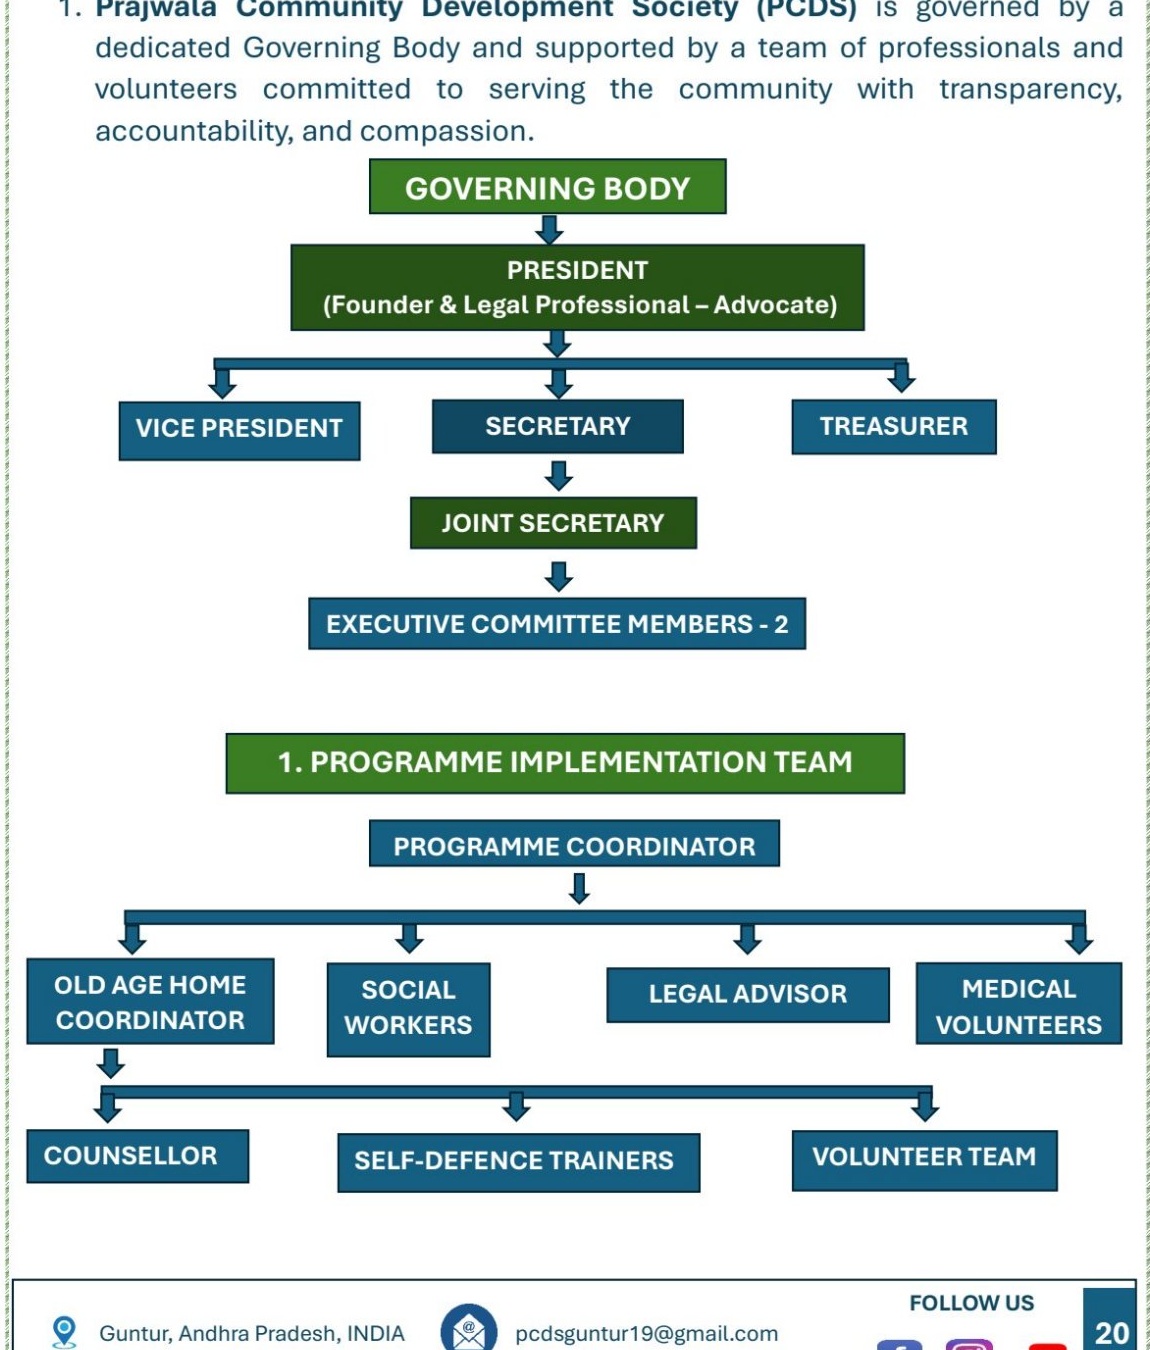 1. Prajwala Community Development Society (PCDS) is governed by a
dedicated Governing Body and supported by a team of professionals and
volunteers committed to serving the community with transparency,
accountability, and compassion.
GOVERNING BODY
PRESIDENT
(Founder & Legal Professional – Advocate)
VICE PRESIDENT
SECRETARY
TREASURER
JOINT SECRETARY
EXECUTIVE COMMITTEE MEMBERS - 2
1. PROGRAMME IMPLEMENTATION TEAM
PROGRAMME COORDINATOR
OLD AGE HOME
COORDINATOR
SOCIAL
WORKERS
LEGAL ADVISOR
MEDICAL
VOLUNTEERS
COUNSELLOR
SELF-DEFENCE TRAINERS
VOLUNTEER TEAM
FOLLOW US
Guntur, Andhra Pradesh, INDIA
@
pcdsguntur19@gmail.com
20